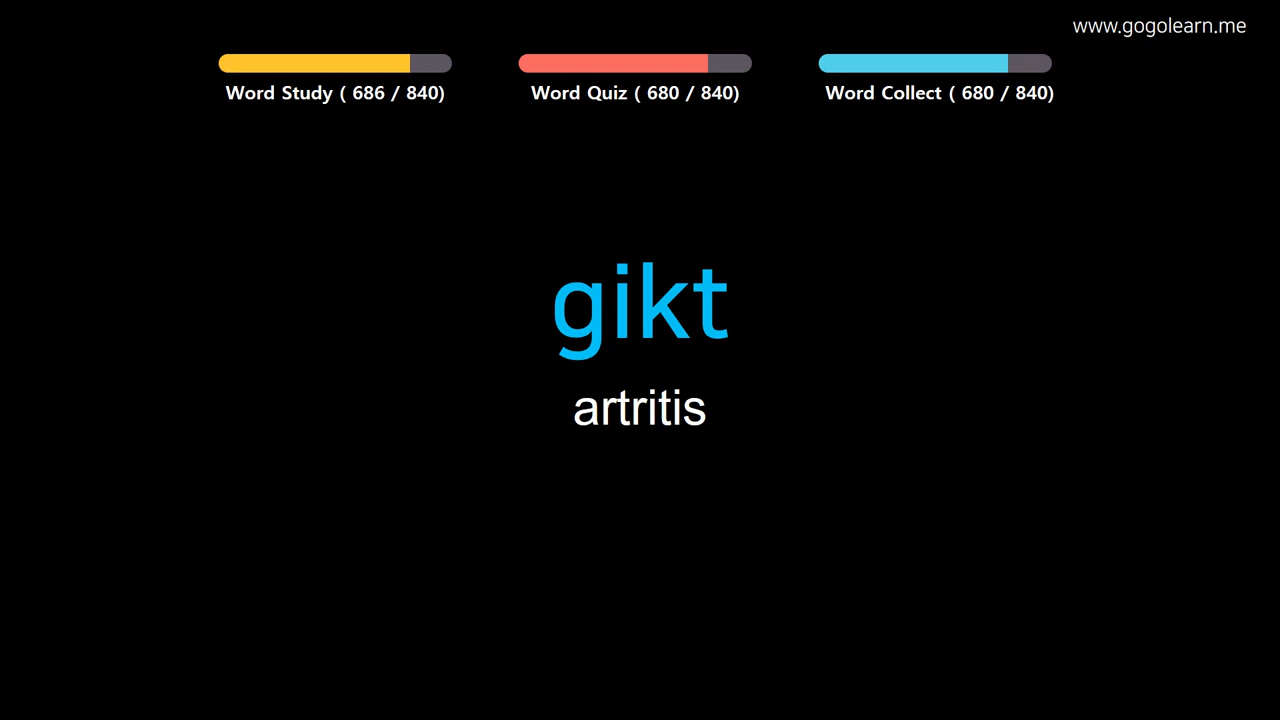 www.gogolearn.me
Word Study ( 686 / 840)
Word Quiz ( 680 / 840)
Word Collect ( 680 / 840)
gikt
artritis